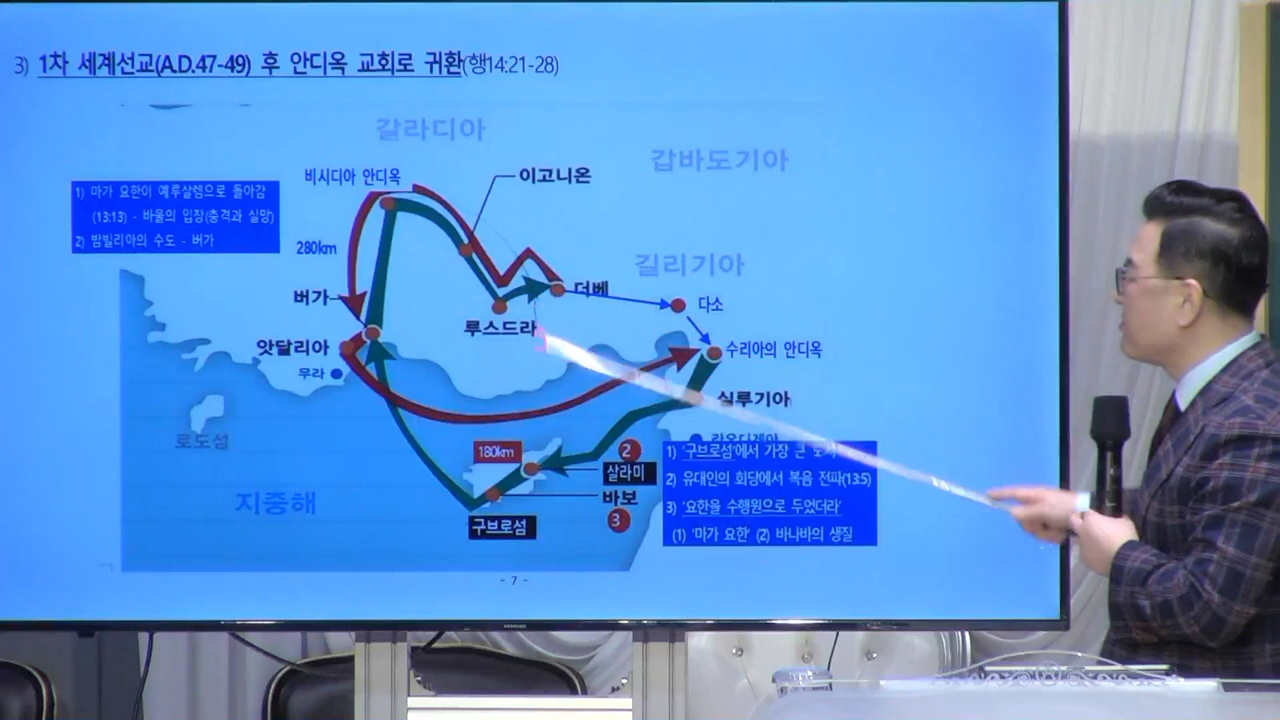 3) 1차 세계선교(A.D.47-49) 후 안디옥 교회로 귀환(행14:21-28)
갈라디아
갑바도기아
비시디아 안디옥
이고니온
1) 마가 요한이 예루살렘으로 돌아감
(13:13) - 바울의 입장(충격과 실망)
2) 밤빌리아의 수도 - 버가
280km
길리기아
더베
버가
다소
루스드라
앗달리아
수리아의 안디옥
무라
실루기아
로도섬
라오디게아
180km
2
살라미
바보
3
지중해
구브로섬
1) '구브로섬'에서 가장 큰
2) 유대인의 회당에서 복음 전파(13:5)
3) '요한을 수행원으로 두었더라'
(1) '마가 요한' (2) 바나바의 생질
- 7 -
SAMSUNG